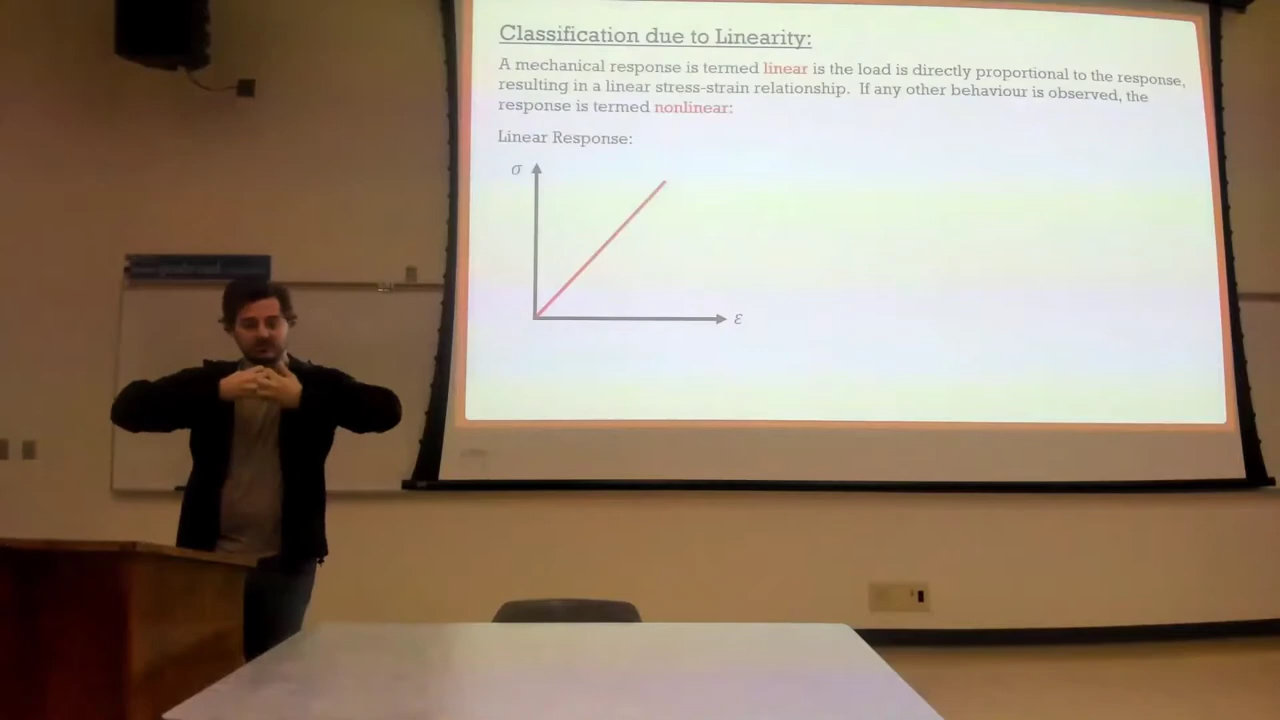 Classification due to Linearity:
A mechanical response is termed linear is the load is directly proportional to the response,
resulting in a linear stress-strain relationship. If any other behaviour is observed, the
response is termed nonlinear:
Linear Response:
σ
ε